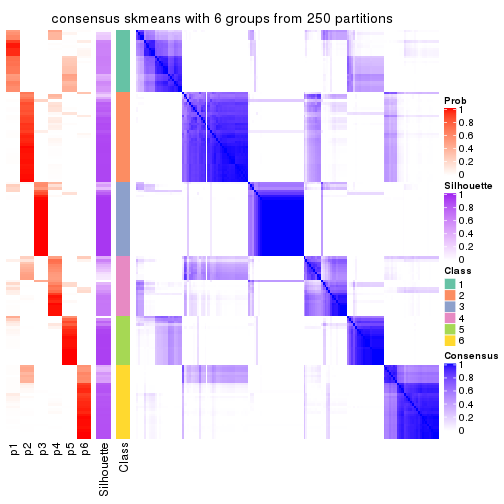 consensus skmeans with 6 groups from 250 partitions
Prob
1
0.8
0.6
0.4
0.2
0
Silhouette
1
0.8
0.6
0.4
0.2
0
Class
1
2
3
4
5
6
Consensus
1
0.8
0.6
0.4
0.2
0
p1
p2
p3
p4
p5
p6
Silhouette
Class